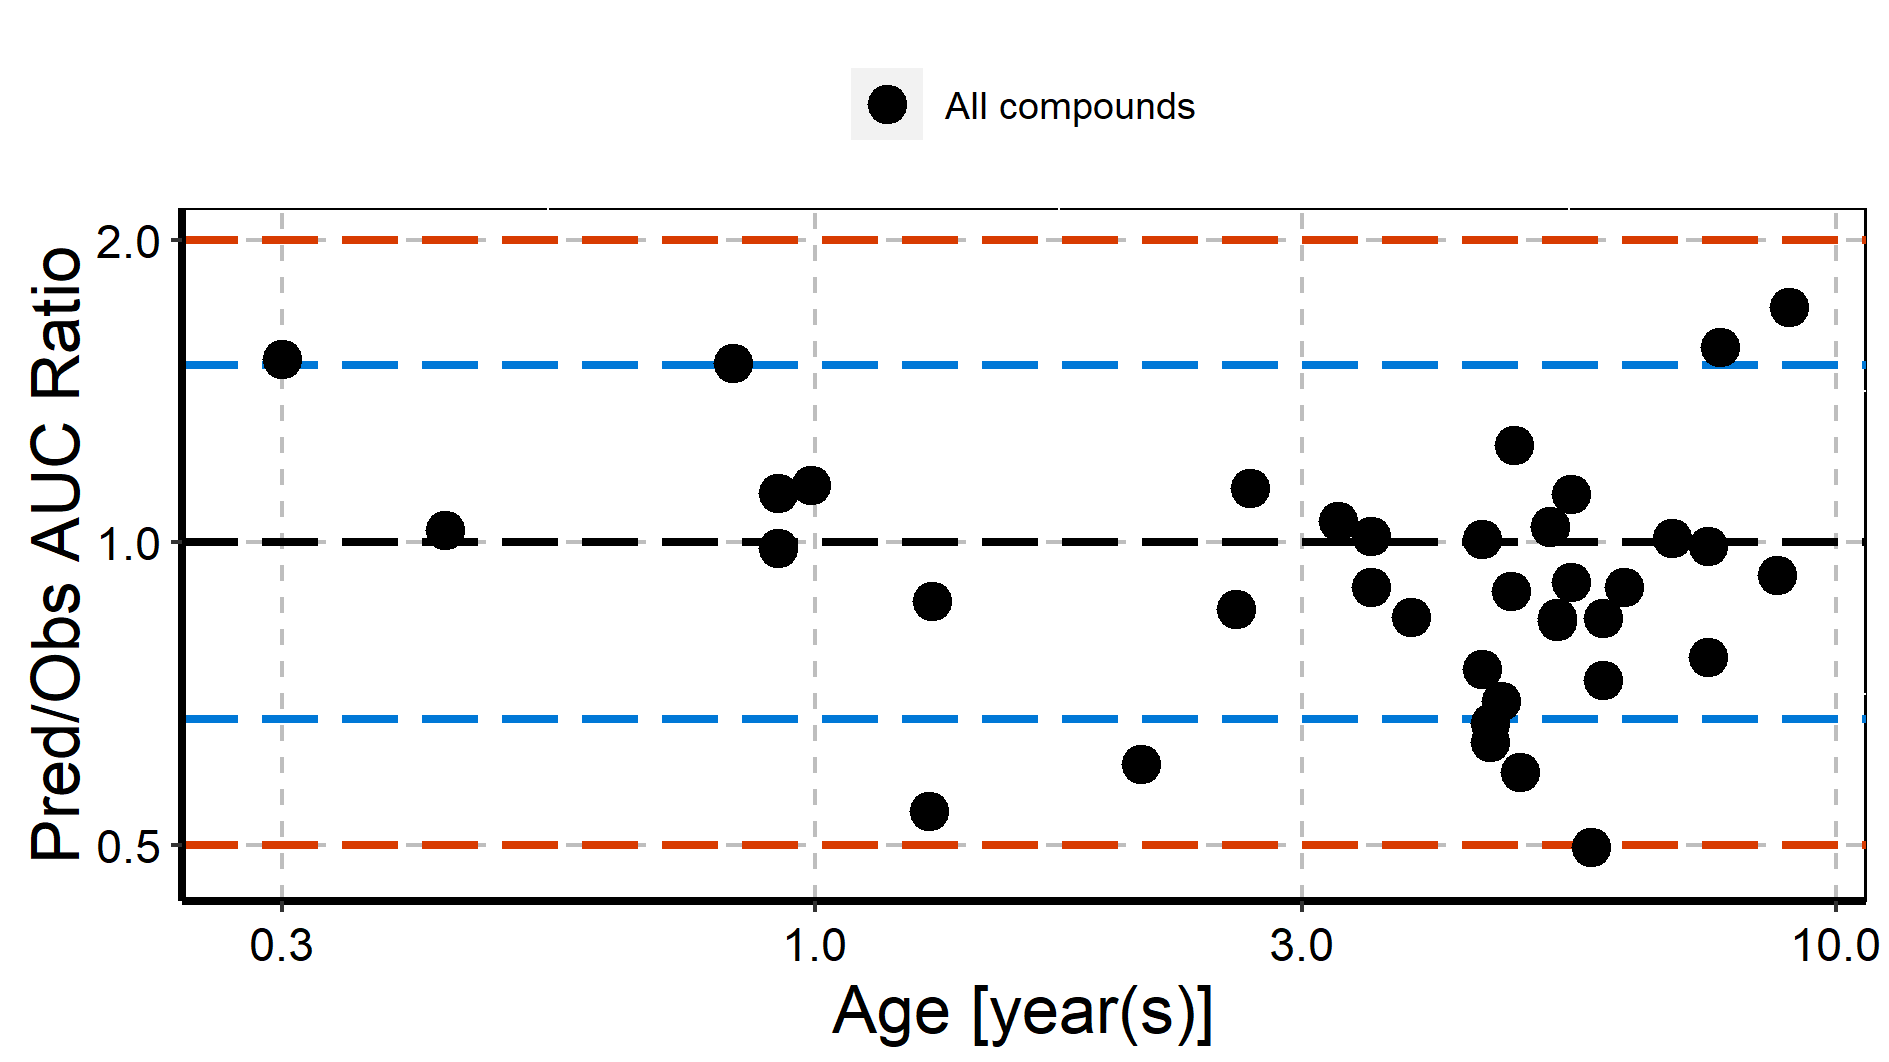 All compounds
Pred/Obs AUC Ratio
2.0
1.0
0.5
0.3 1.0 3.0 10.0
Age [year(s)]